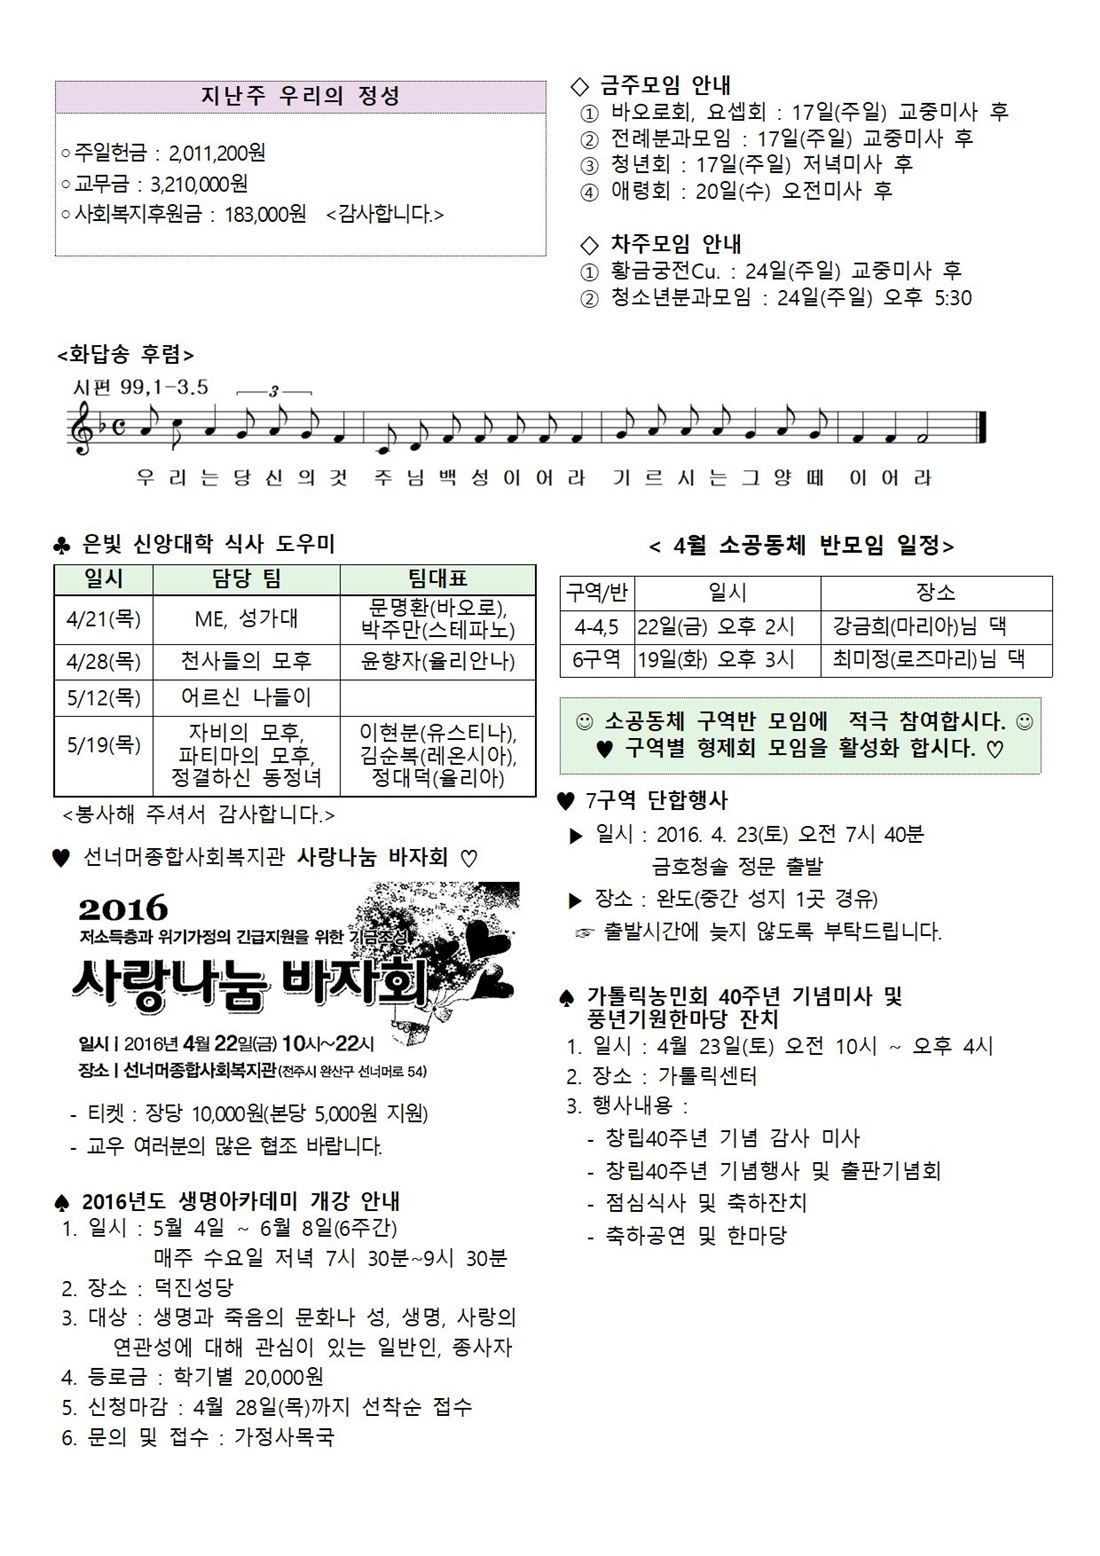 지난주 우리의 정성
○ 주일헌금 : 2,011,200원
○ 교무금 : 3,210,000원
○ 사회복지후원금 : 183,000원 <감사합니다.>
◇ 금주모임 안내
① 바오로회, 요셉회 : 17일(주일) 교중미사 후
② 전례분과모임 : 17일(주일) 교중미사 후
③ 청년회 : 17일(주일) 저녁미사 후
④ 애령회 : 20일(수) 오전미사 후
◇ 차주모임 안내
① 황금궁전Cu. : 24일(주일) 교중미사 후
② 청소년분과모임 : 24일(주일) 오후 5:30
<화답송 후렴>
시편 99,1-3.5
3
우 리 는 당 신 의 것 주 님 백 성 이 어 라 기 르 시 는 그 양 떼 이 어 라
♣ 은빛 신앙대학 식사 도우미
일시 담당 팀 팀대표
4/21(목) ME, 성가대 문명환(바오로),
박주만(스테파노)
4/28(목) 천사들의 모후 윤향자(율리안나)
5/12(목) 어르신 나들이
5/19(목) 자비의 모후, 이현분(유스티나),
파티마의 모후, 김순복(레온시아),
정결하신 동정녀 정대덕(율리아)
<봉사해 주셔서 감사합니다.>
♥ 선너머종합사회복지관 사랑나눔 바자회 ♡
2016
저소득층과 위기가정의 긴급지원을 위한 기금조성
사랑나눔 바자회
일시 | 2016년 4월 22일(금) 10시~22시
장소 | 선너머종합사회복지관(전주시 완산구 선너머로 54)
- 티켓 : 장당 10,000원(본당 5,000원 지원)
- 교우 여러분의 많은 협조 바랍니다.
♠ 2016년도 생명아카데미 개강 안내
1. 일시 : 5월 4일 ~ 6월 8일(6주간)
매주 수요일 저녁 7시 30분~9시 30분
2. 장소 : 덕진성당
3. 대상 : 생명과 죽음의 문화나 성, 생명, 사랑의
연관성에 대해 관심이 있는 일반인, 종사자
4. 등로금 : 학기별 20,000원
5. 신청마감 : 4월 28일(목)까지 선착순 접수
6. 문의 및 접수 : 가정사목국
< 4월 소공동체 반모임 일정>
구역/반 일시 장소
4-4,5 22일(금) 오후 2시 강금희(마리아)님 댁
6구역 19일(화) 오후 3시 최미정(로즈마리)님 댁
☺ 소공동체 구역반 모임에 적극 참여합시다. ☺
♥ 구역별 형제회 모임을 활성화 합시다. ♡
♥ 7구역 단합행사
▶ 일시 : 2016. 4. 23(토) 오전 7시 40분
금호청솔 정문 출발
▶ 장소 : 완도(중간 성지 1곳 경유)
☞ 출발시간에 늦지 않도록 부탁드립니다.
♠ 가톨릭농민회 40주년 기념미사 및
풍년기원한마당 잔치
1. 일시 : 4월 23일(토) 오전 10시 ~ 오후 4시
2. 장소 : 가톨릭센터
3. 행사내용 :
- 창립40주년 기념 감사 미사
- 창립40주년 기념행사 및 출판기념회
- 점심식사 및 축하잔치
- 축하공연 및 한마당